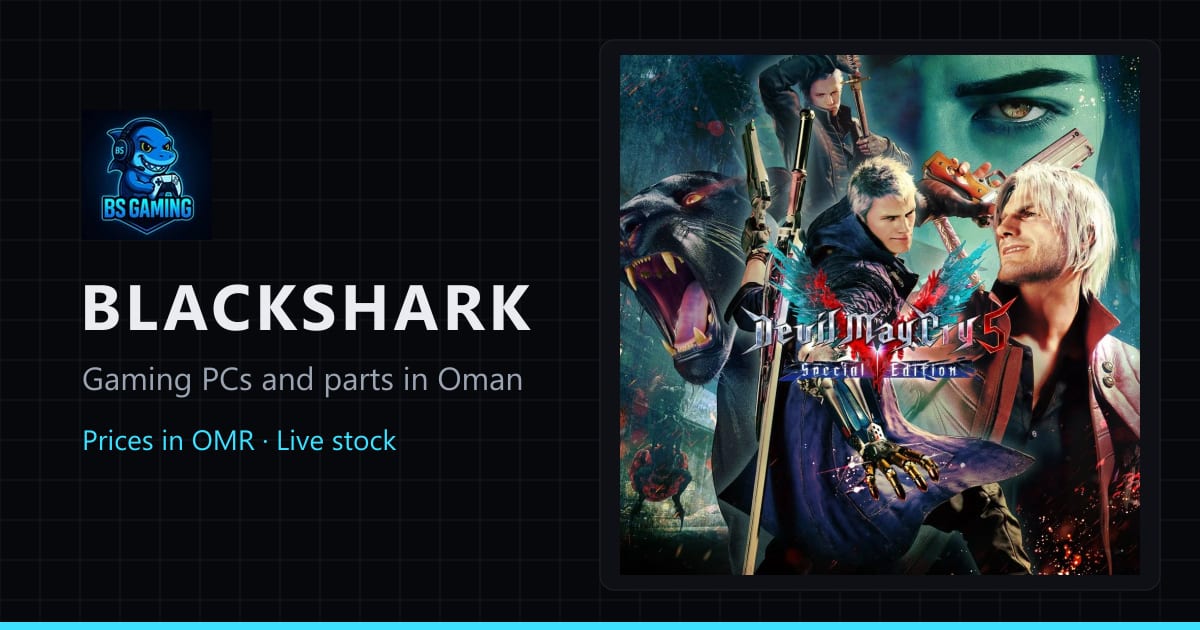 BS
BS GAMING
BLACKSHARK
Gaming PCs and parts in Oman
Prices in OMR · Live stock
Devil May Cry 5
Special Edition